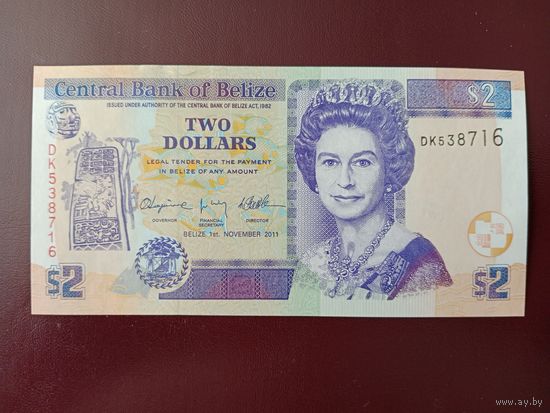 Central Bank of Belize
$2
ISSUED UNDER AUTHORITY OF THE CENTRAL BANK OF BELIZE ACT, 1982
TWO
DOLLARS
DK538716
DK538716
LEGAL TENDER FOR THE PAYMENT
IN BELIZE OF ANY AMOUNT
GOVERNOR
FINANCIAL
SECRETARY
DIRECTOR
BELIZE 1st. NOVEMBER 2011
$2
$2
www.ay.by